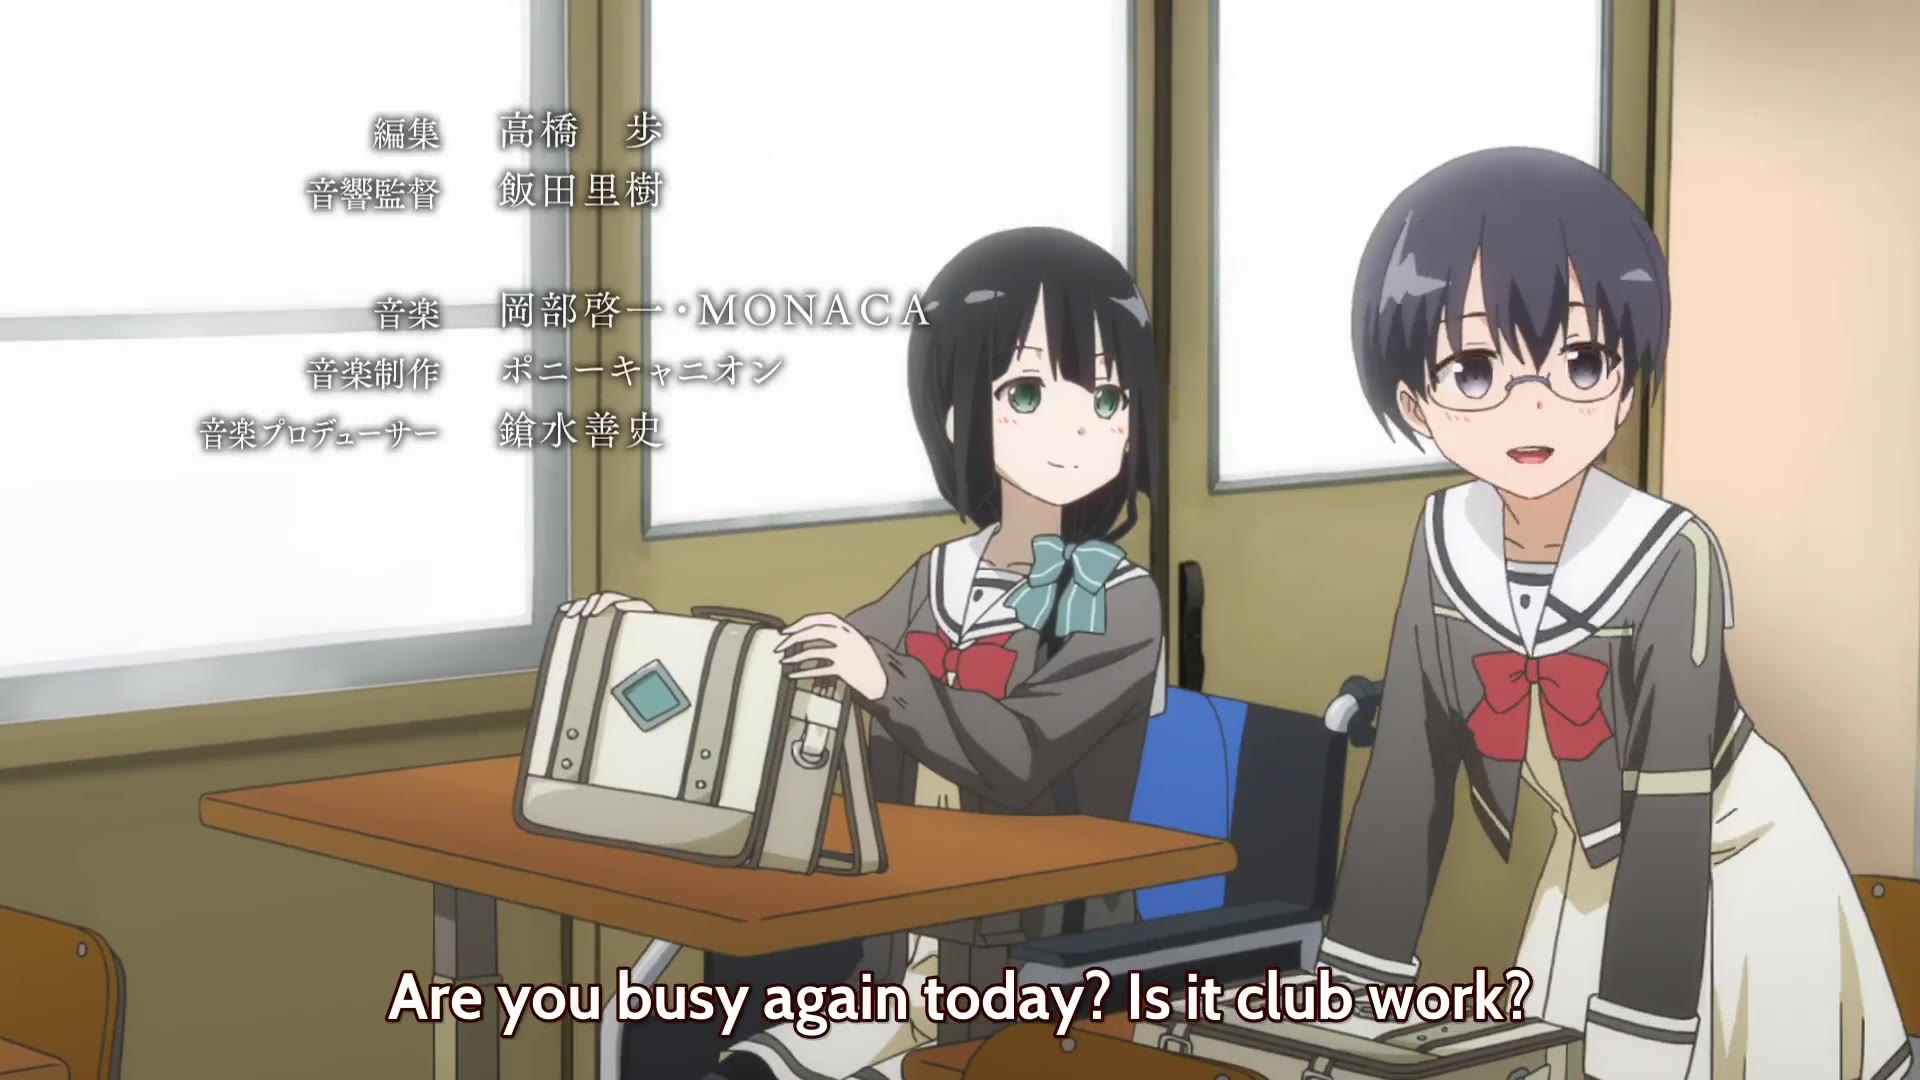 編集 高橋 歩
音響監督 飯田里樹
音楽 岡部啓一・MONACA
音楽制作 ポニーキャニオン
音楽プロデューサー 鎗水善史
Are you busy again today? Is it club work?